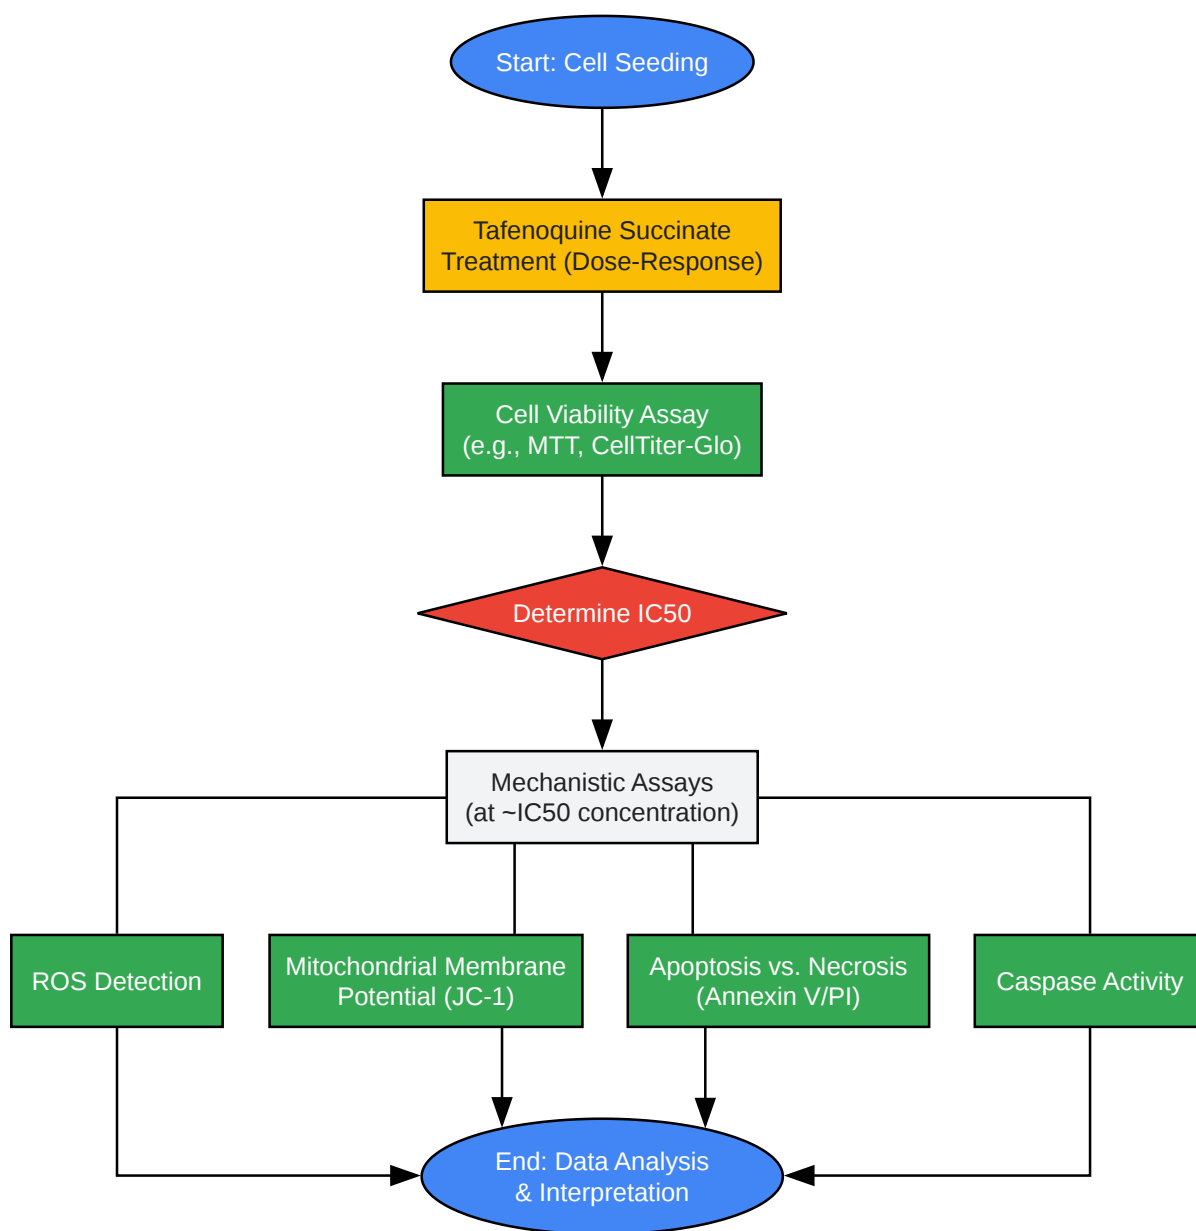 Start: Cell Seeding
Tafenoquine Succinate
Treatment (Dose-Response)
Cell Viability Assay
(e.g., MTT, CellTiter-Glo)
Determine IC50
Mechanistic Assays
(at ~IC50 concentration)
ROS Detection
Mitochondrial Membrane
Potential (JC-1)
Apoptosis vs. Necrosis
(Annexin V/PI)
Caspase Activity
End: Data Analysis
& Interpretation